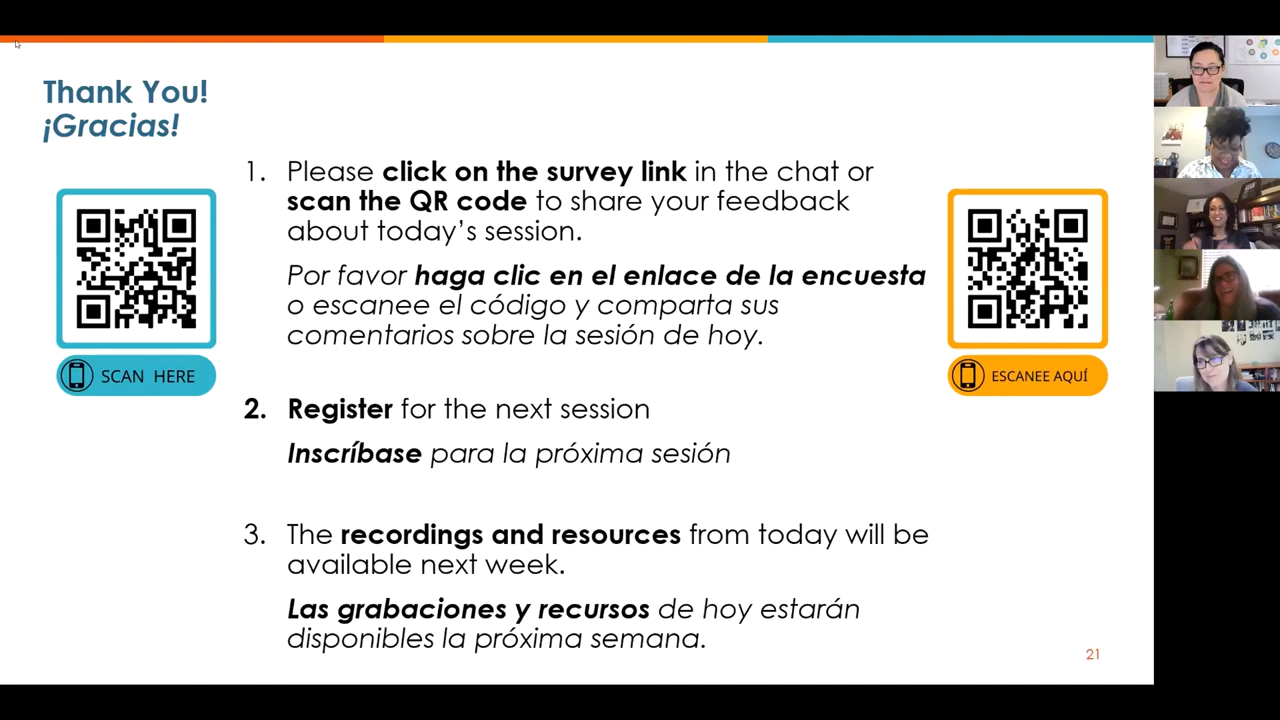 Thank You!
¡Gracias!
1. Please click on the survey link in the chat or
scan the QR code to share your feedback
about today's session.
Por favor haga clic en el enlace de la encuesta
o escanee el código y comparta sus
comentarios sobre la sesión de hoy.
SCAN HERE
ESCANEE AQUÍ
2. Register for the next session
Inscríbase para la próxima sesión
3. The recordings and resources from today will be
available next week.
Las grabaciones y recursos de hoy estarán
disponibles la próxima semana.
21